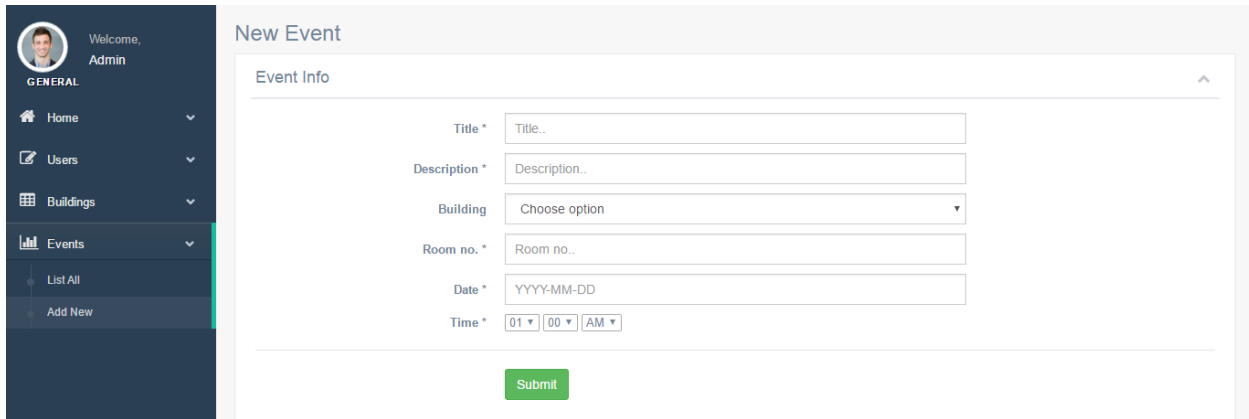 Welcome,
Admin
GENERAL
Home
Users
Buildings
Events
List All
Add New
New Event
Event Info
Title * Title..
Description * Description..
Building Choose option
Room no. * Room no..
Date * YYYY-MM-DD
Time * 01 00 AM
Submit